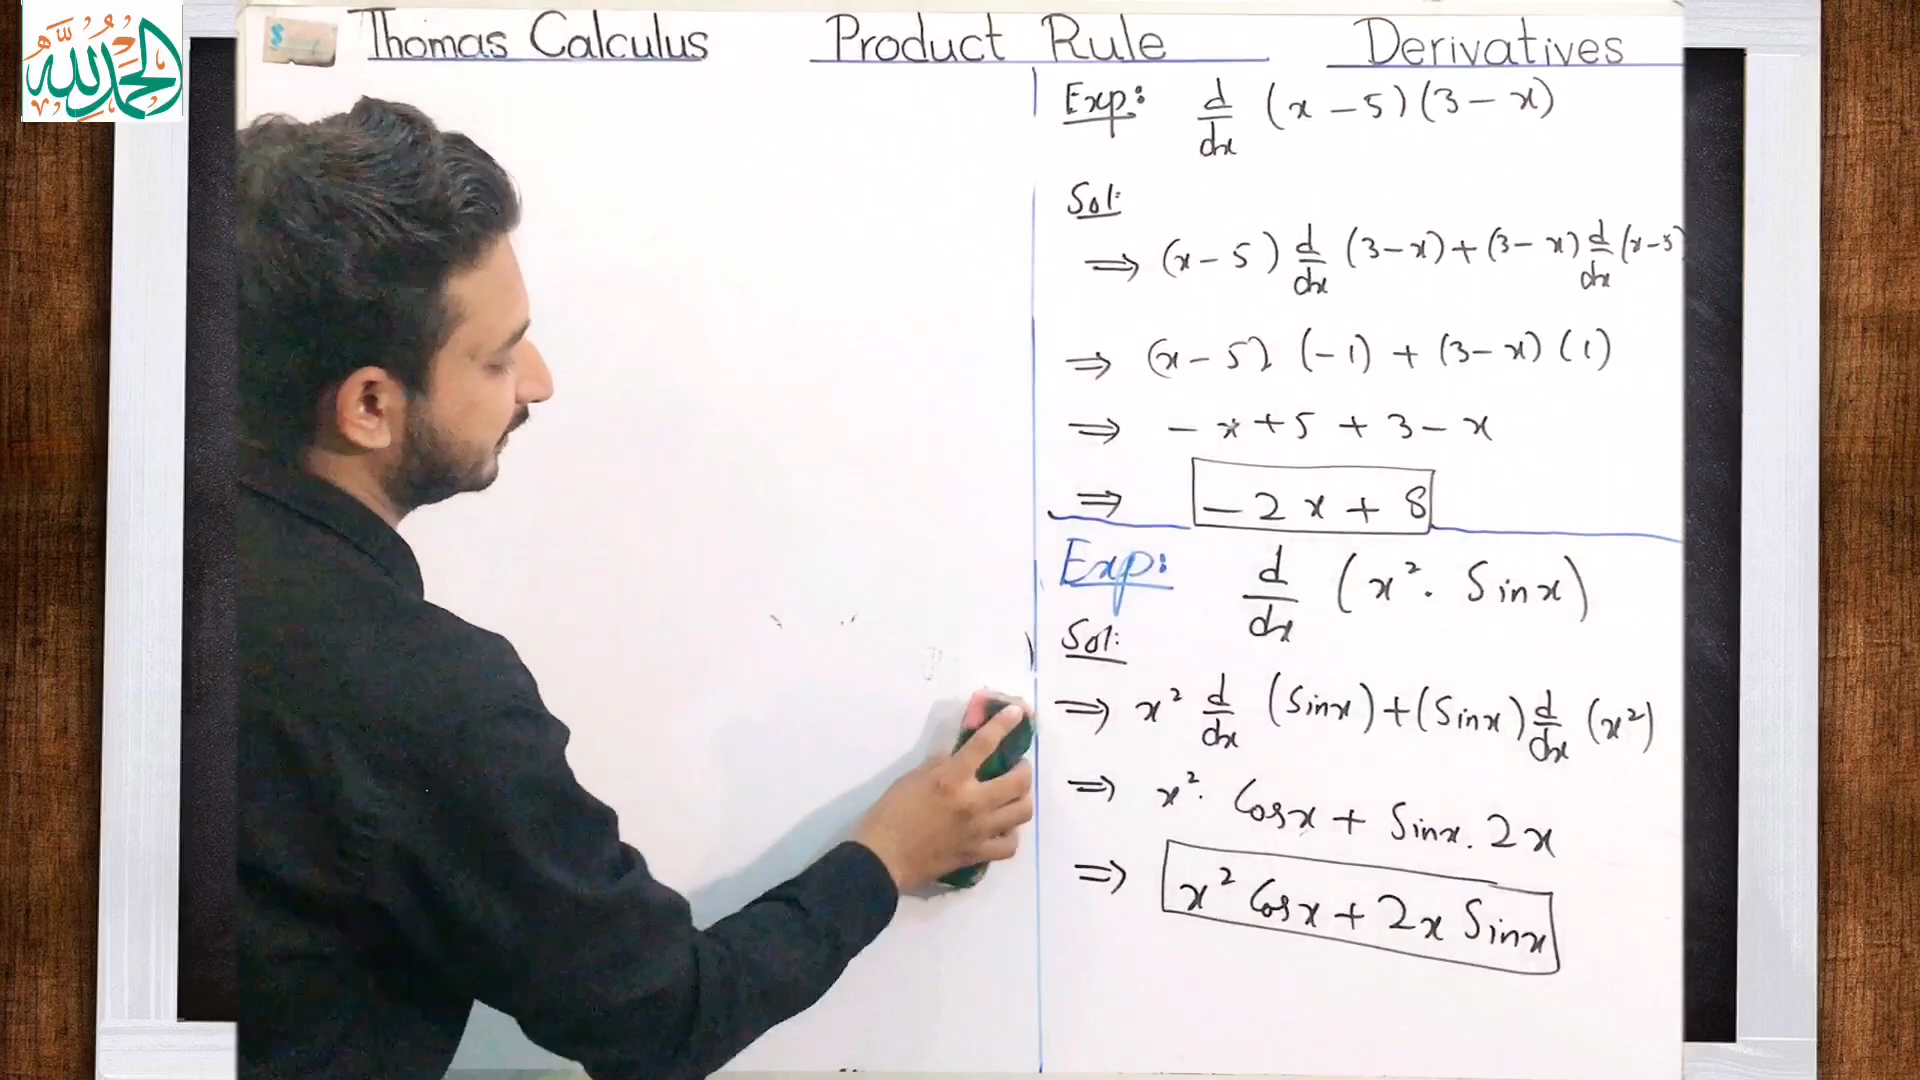 الحمد لله
Thomas Calculus Product Rule Derivatives
Exp: d/dx (x - 5)(3 - x)
Sol:
⇒ (x - 5) d/dx (3 - x) + (3 - x) d/dx (x - 5)
⇒ (x - 5) (-1) + (3 - x) (1)
⇒ - x + 5 + 3 - x
⇒ - 2x + 8
Exp: d/dx (x². Sinx)
Sol:
⇒ x² d/dx (Sinx) + (Sinx) d/dx (x²)
⇒ x². Cosx + Sinx. 2x
⇒ x² Cosx + 2x Sinx